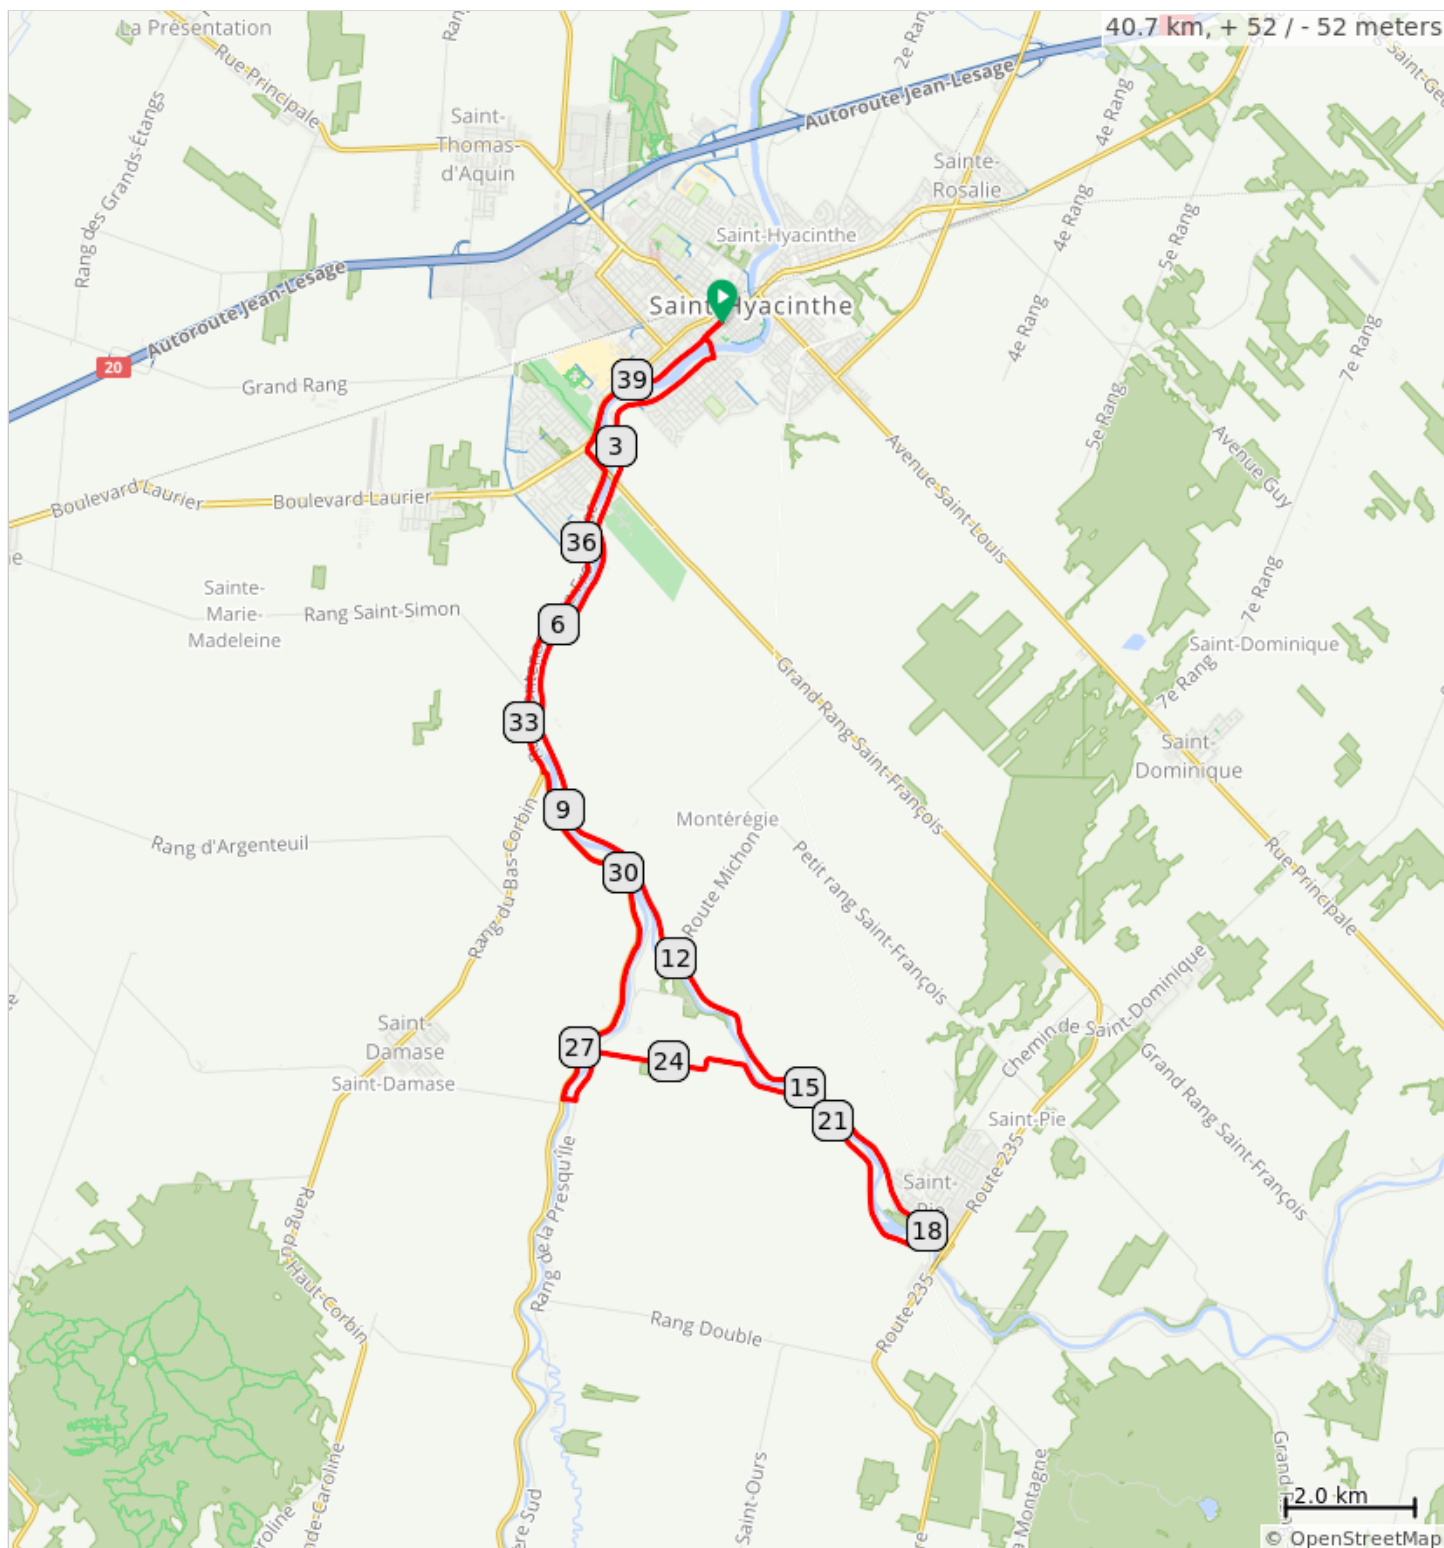 40.7 km, + 52 / - 52 meters
La Présentation
Rue Principale
2e Rang
Autoroute Jean-Lesage
Rang des Grands-Étangs
Saint-
Thomas-
d'Aquin
4e Rang
Sainte-
Rosalie
Saint-Hyacinthe
4e Rang
5e Rang
Autoroute Jean-Lesage
20
Grand Rang
4e Rang
7e Rang
39
5e Rang
Avenue Guy
3
Boulevard Laurier
Boulevard Laurier
Avenue Saint-Louis
36
Sainte-
Marie-
Madeleine
Rang Saint-Simon
6
7e Rang
Saint-Dominique
7e Rang
Grand Rang Saint-François
33
Saint-
Dominique
9
Montérégie
Rang d'Argenteuil
Rang du Bas-Corbin
30
Route Michon
Petit rang Saint-François
Rue Principale
12
Chemin de Saint-Dominique
Saint-
Damase
Saint-Damase
27
24
15
21
Saint-Pie
Grand Rang Saint-François
Rang de la Presqu'île
Saint-
Route 235
18
Rang du Haut-Corbin
Rang Double
Route 235
2.0 km
© OpenStreetMap